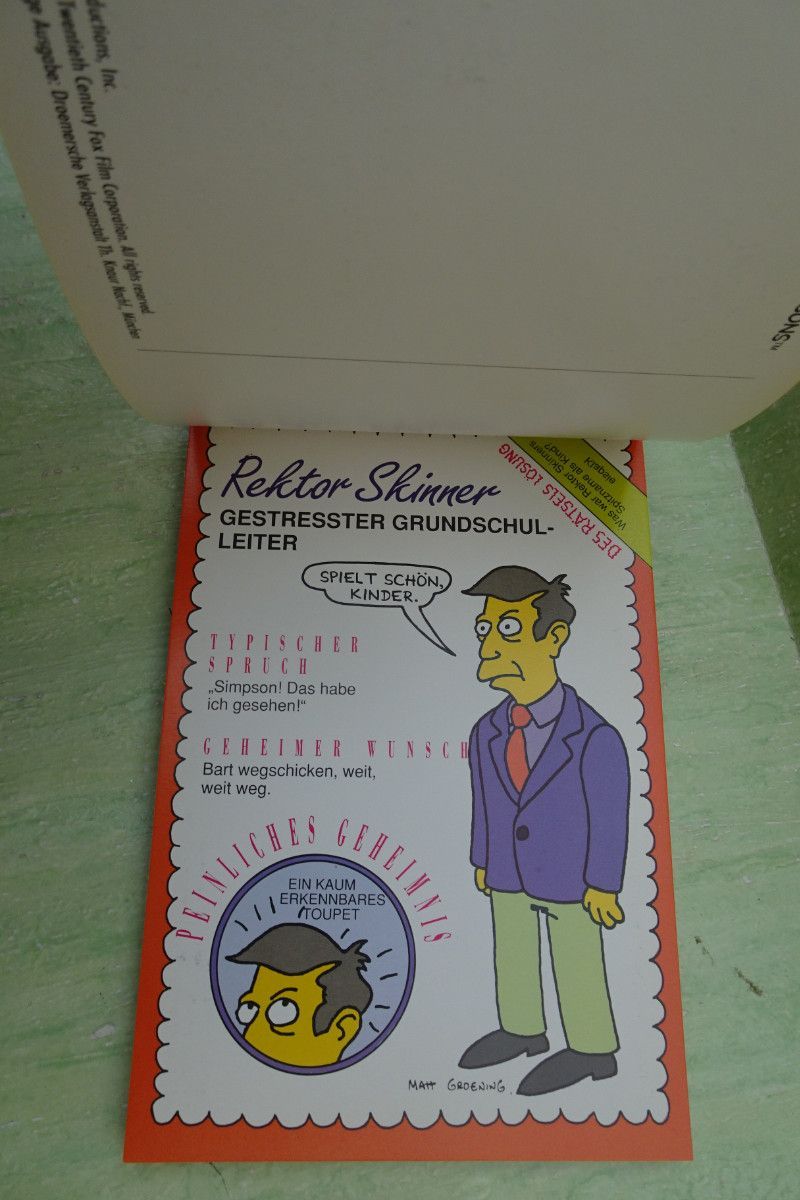 ductions, Inc.
Twentieth Century Fox Film Corporation. All rights reserved.
ge Ausgabe: Droemersche Verlagsanstalt Th. Knaur Nachf., München
ONS™
Rektor Skinner
GESTRESSTER GRUNDSCHUL-
LEITER
DES RÄTSELS LÖSUNG
Was war Rektor Skinners
Spitzname als Kind?
SPIELT SCHÖN,
KINDER.
TYPISCHER
SPRUCH
„Simpson! Das habe
ich gesehen!“
GEHEIMER WUNSCH
Bart wegschicken, weit,
weit weg.
PEINLICHES GEHEIMNIS
EIN KAUM
ERKENNBARES
TOUPET
MATT GROENING